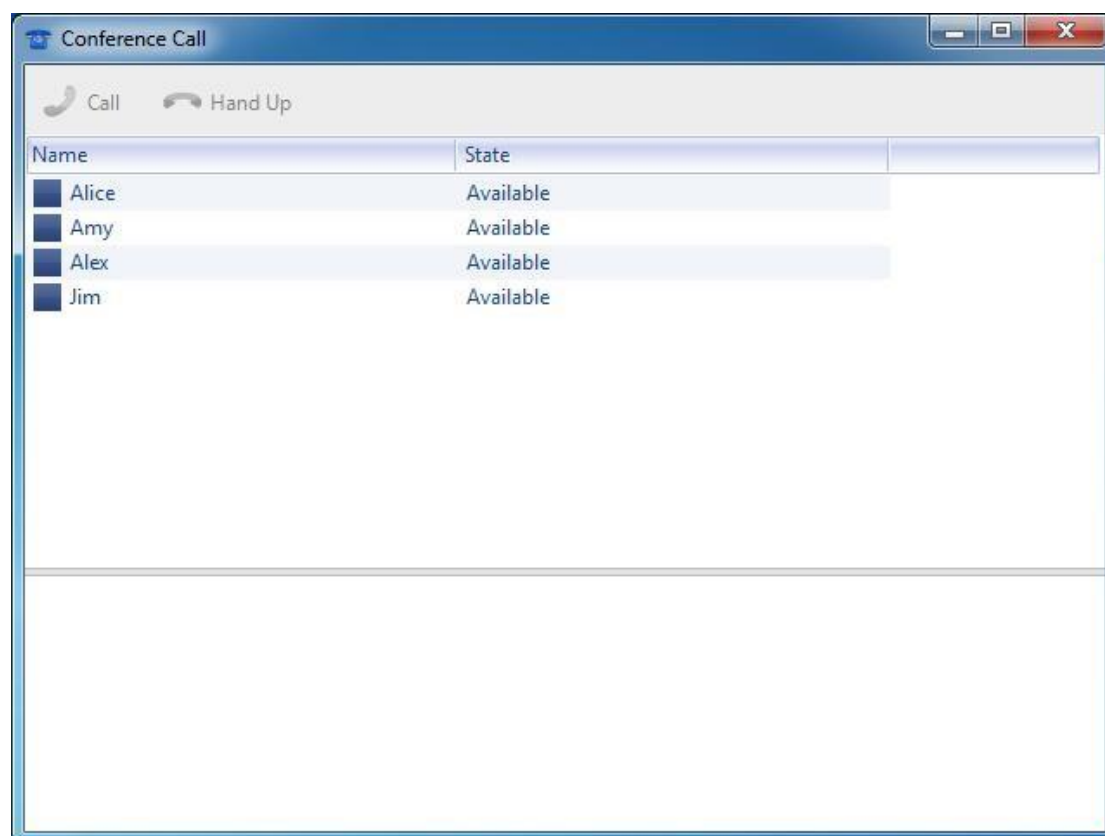 Conference Call
Call Hand Up
Name State
Alice Available
Amy Available
Alex Available
Jim Available